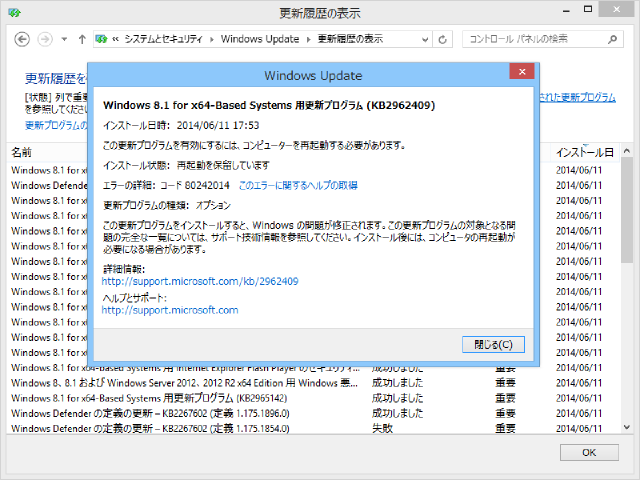 更新履歴の表示
システムとセキュリティ
Windows Update
更新履歴の表示
コントロール パネルの検索
更新履歴を
[状態] 列で重
された更新プログラム
を参照してくださ
更新プログラムの
名前
インストール日
Windows Update
Windows 8.1 for x64-Based Systems 用更新プログラム (KB2962409)
インストール日時: 2014/06/11 17:53
この更新プログラムを有効にするには、コンピューターを再起動する必要があります。
インストール状態: 再起動を保留しています
エラーの詳細: コード 80242014 このエラーに関するヘルプの取得
更新プログラムの種類: オプション
この更新プログラムをインストールすると、Windows の問題が修正されます。この更新プログラムの対象となる問
題の完全な一覧については、サポート技術情報を参照してください。インストール後には、コンピュータの再起動が
必要になる場合があります。
詳細情報:
http://support.microsoft.com/kb/2962409
ヘルプとサポート:
http://support.microsoft.com
閉じる(C)
Windows 8.1 for x6
2014/06/11
Windows Defender
2014/06/11
Windows 8.1 for x6
2014/06/11
Windows 8.1 for x6
2014/06/11
Windows 8.1 for x6
2014/06/11
Windows 8.1 for x6
2014/06/11
Windows 8.1 for x6
2014/06/11
Windows 8.1 for x6
2014/06/11
Windows 8.1 for x6
2014/06/11
Windows 8.1 for x6
2014/06/11
Windows 8.1 for x6
2014/06/11
Windows 8.1 for x6
2014/06/11
Windows 8.1 for x64-Based Systems 用 Internet Explorer Flash Player のセキュリティ... 成功しました 重要 2014/06/11
Windows 8、8.1 および Windows Server 2012、2012 R2 x64 Edition 用 Windows 悪... 成功しました 重要 2014/06/11
Windows 8.1 for x64-Based Systems 用更新プログラム (KB2965142) 成功しました 重要 2014/06/11
Windows Defender の定義の更新 – KB2267602 (定義 1.175.1896.0) 成功しました 重要 2014/06/11
Windows Defender の定義の更新 – KB2267602 (定義 1.175.1854.0) 失敗 重要 2014/06/11
OK